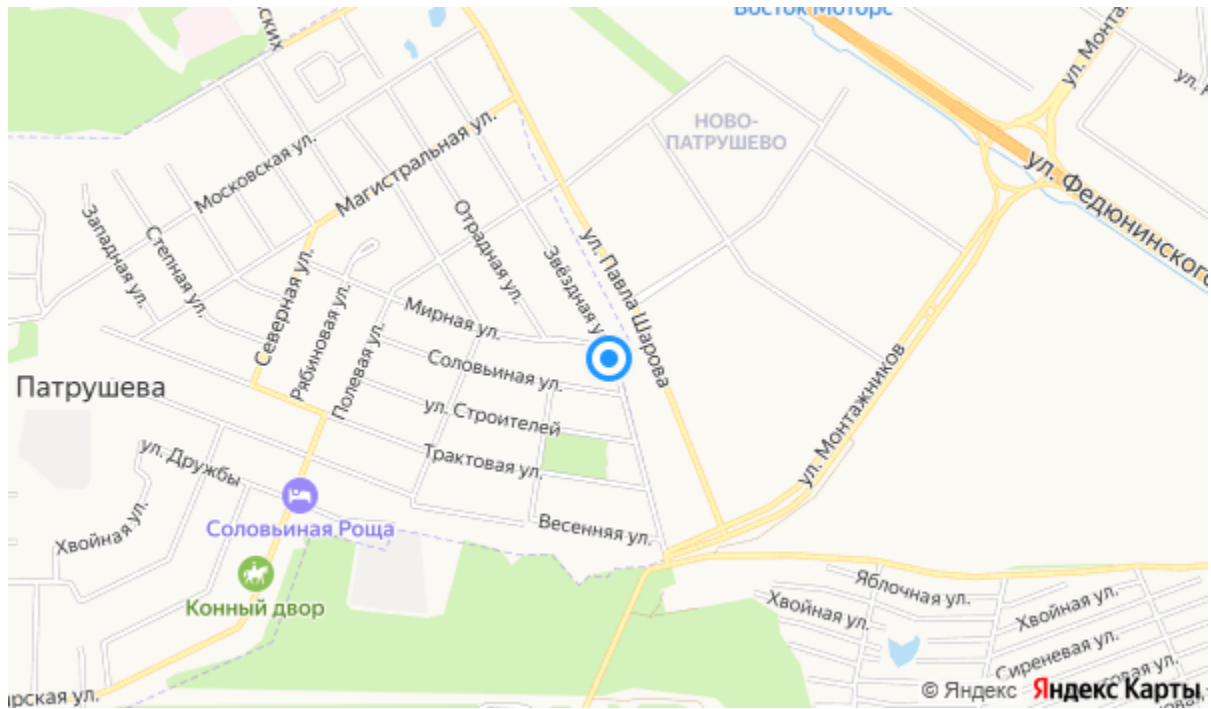 Восток Моторс
ул. Монта
НОВО-
ПАТРУШЕВО
ул. Федюнинского
Московская ул.
Магистральная ул.
Западная ул.
Степная ул.
Отрадная ул.
Звёздная у
ул. Павла Шарова
Северная ул.
Рябиновая ул.
Полевая ул.
Мирная ул.
Соловьиная ул.
Патрушева
ул. Строителей
ул. Монтажников
Трактовая ул.
ул. Дружбы
Хвойная ул.
Соловьиная Роща
Весенняя ул.
Конный двор
Яблочная ул.
Хвойная ул.
Хвойная ул.
Сиреневая ул.
рская ул.
© Яндекс Яндекс Карты